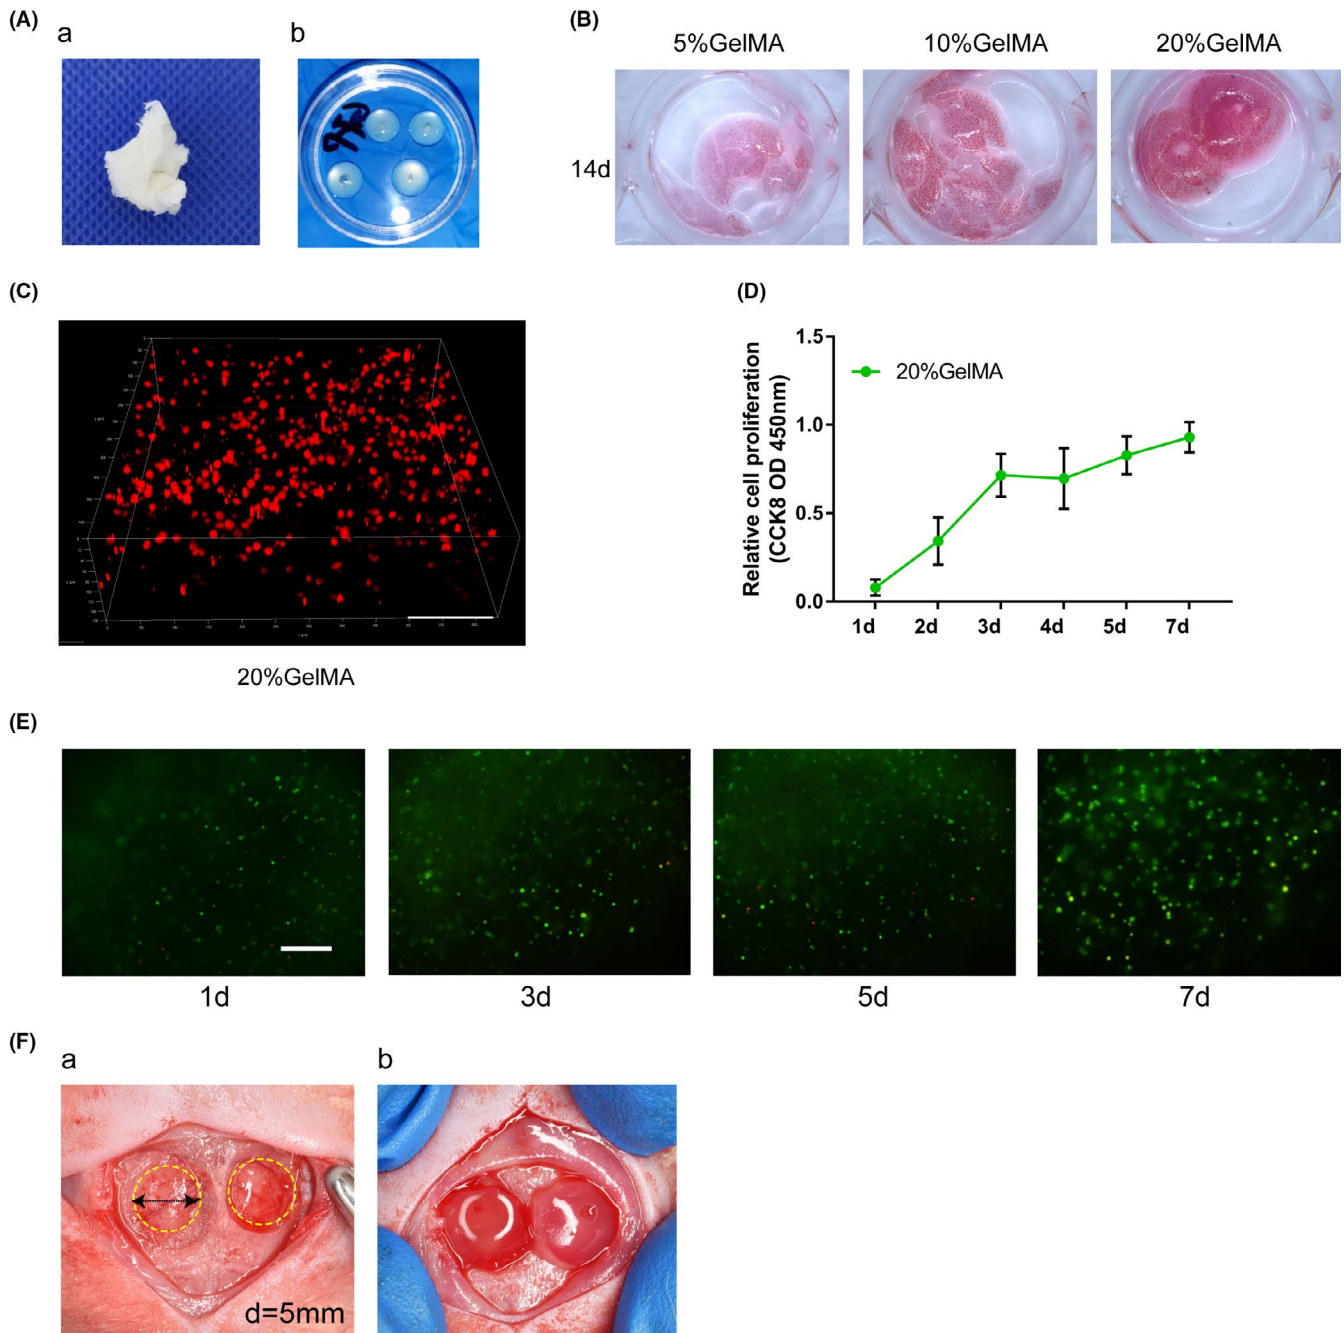 (A)
a
b
(B)
5%GelMA
10%GelMA
20%GelMA
14d
(C)
20%GelMA
(D)
Relative cell proliferation
(CCK8 OD 450nm)
1.5
1.0
0.5
0.0
20%GelMA
1d
2d
3d
4d
5d
7d
(E)
1d
3d
5d
7d
(F)
a
b
d=5mm